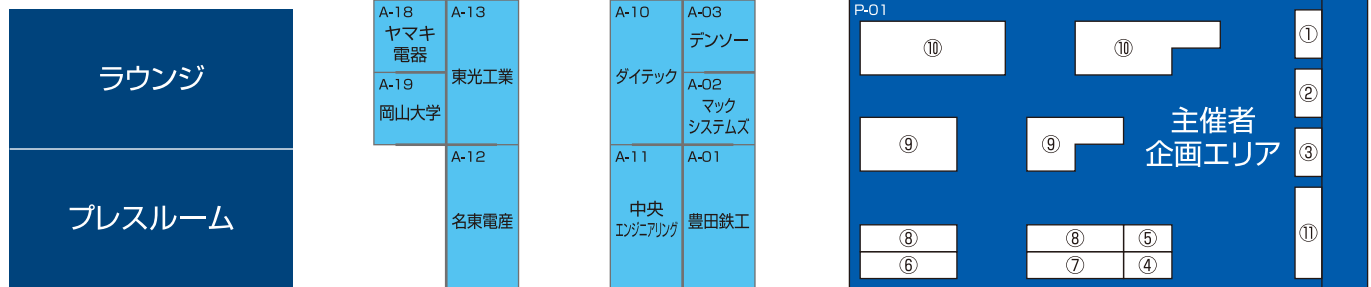 ラウンジ
プレスルーム
A-18
ヤマキ
電器
A-13
東光工業
A-19
岡山大学
A-12
名東電産
A-10
ダイテック
A-03
デンソー
A-02
マック
システムズ
A-11
中央
エンジニアリング
A-01
豊田鉄工
P-01
⑩
⑩
①
②
⑨
⑨
主催者
企画エリア
③
⑧
⑧
⑤
⑥
⑦
④
⑪